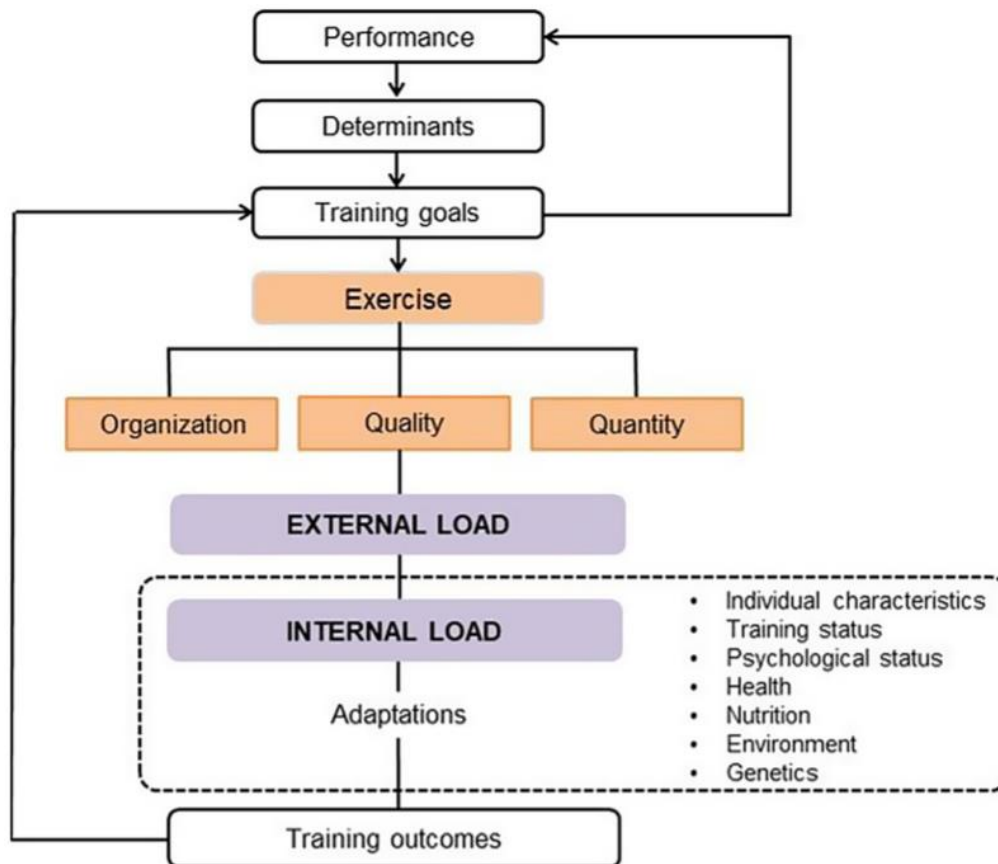 Performance
Determinants
Training goals
Exercise
Organization
Quality
Quantity
EXTERNAL LOAD
INTERNAL LOAD
Adaptations
• Individual characteristics
• Training status
• Psychological status
• Health
• Nutrition
• Environment
• Genetics
Training outcomes